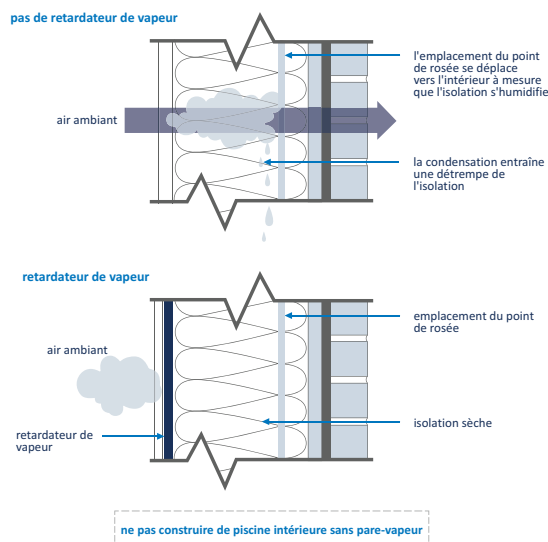 pas de retardateur de vapeur
l'emplacement du point
de rosée se déplace
vers l'intérieur à mesure
que l'isolation s'humidifie
air ambiant
la condensation entraîne
une détrempe de
l'isolation
retardateur de vapeur
emplacement du point
de rosée
air ambiant
isolation sèche
retardateur de
vapeur
ne pas construire de piscine intérieure sans pare-vapeur